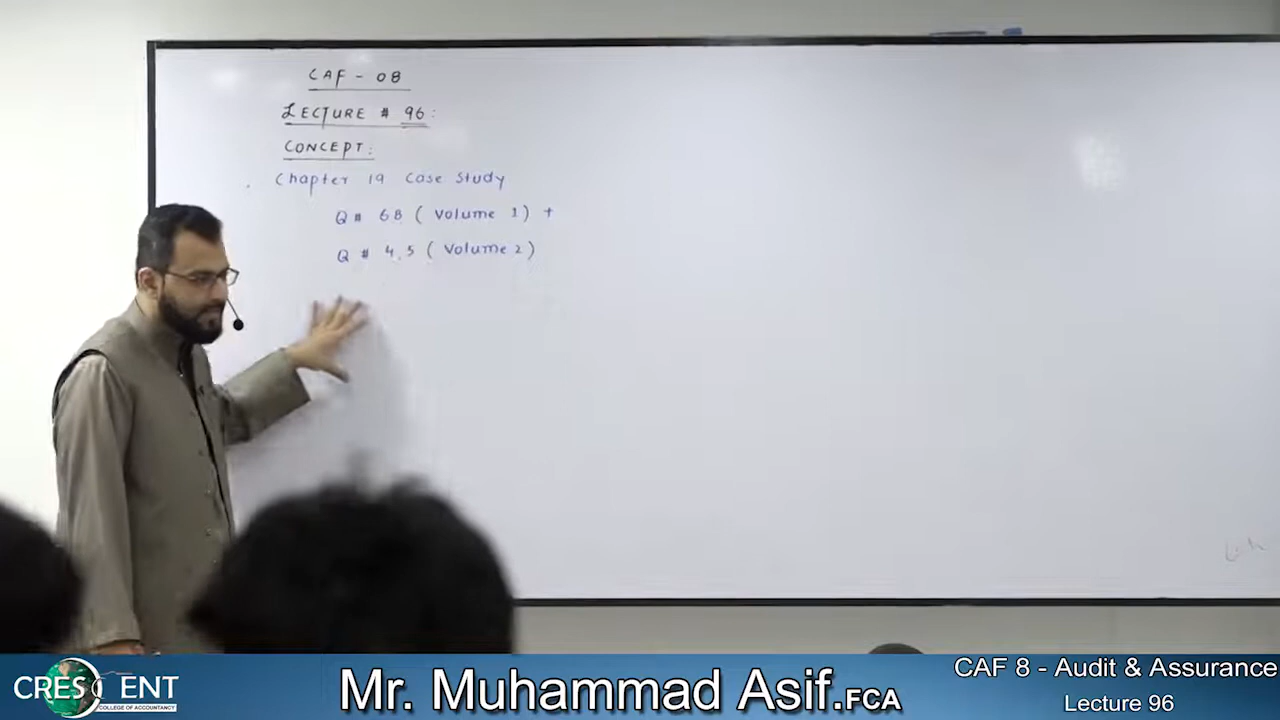 CAF - 08
LECTURE # 96:
CONCEPT:
Chapter 19 Case Study
Q # 68 ( Volume 1) +
Q # 4,5 ( Volume 2)
CRESCENT
COLLEGE OF ACCOUNTANCY
Mr. Muhammad Asif.FCA
CAF 8 - Audit & Assurance
Lecture 96